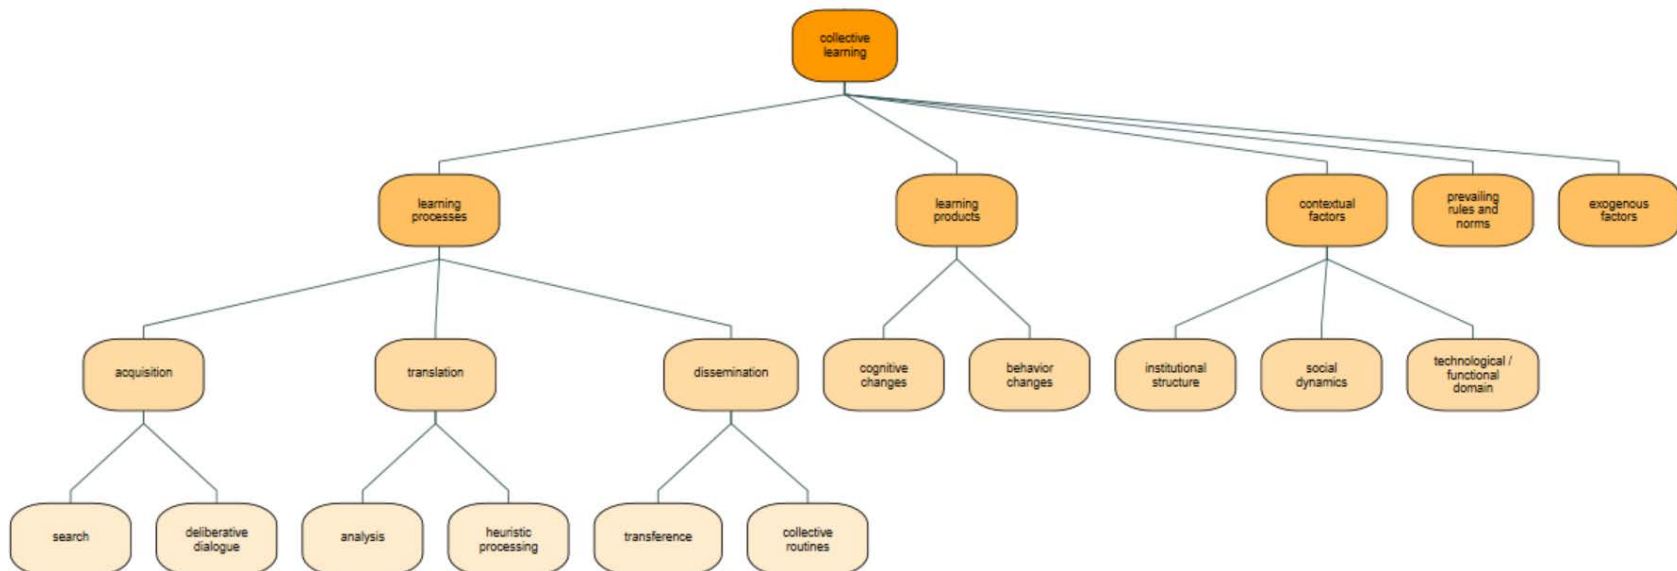 collective
learning
learning
processes
learning
products
contextual
factors
prevailing
rules and
norms
exogenous
factors
acquisition
translation
dissemination
cognitive
changes
behavior
changes
institutional
structure
social
dynamics
technological /
functional
domain
search
deliberative
dialogue
analysis
heuristic
processing
transference
collective
routines